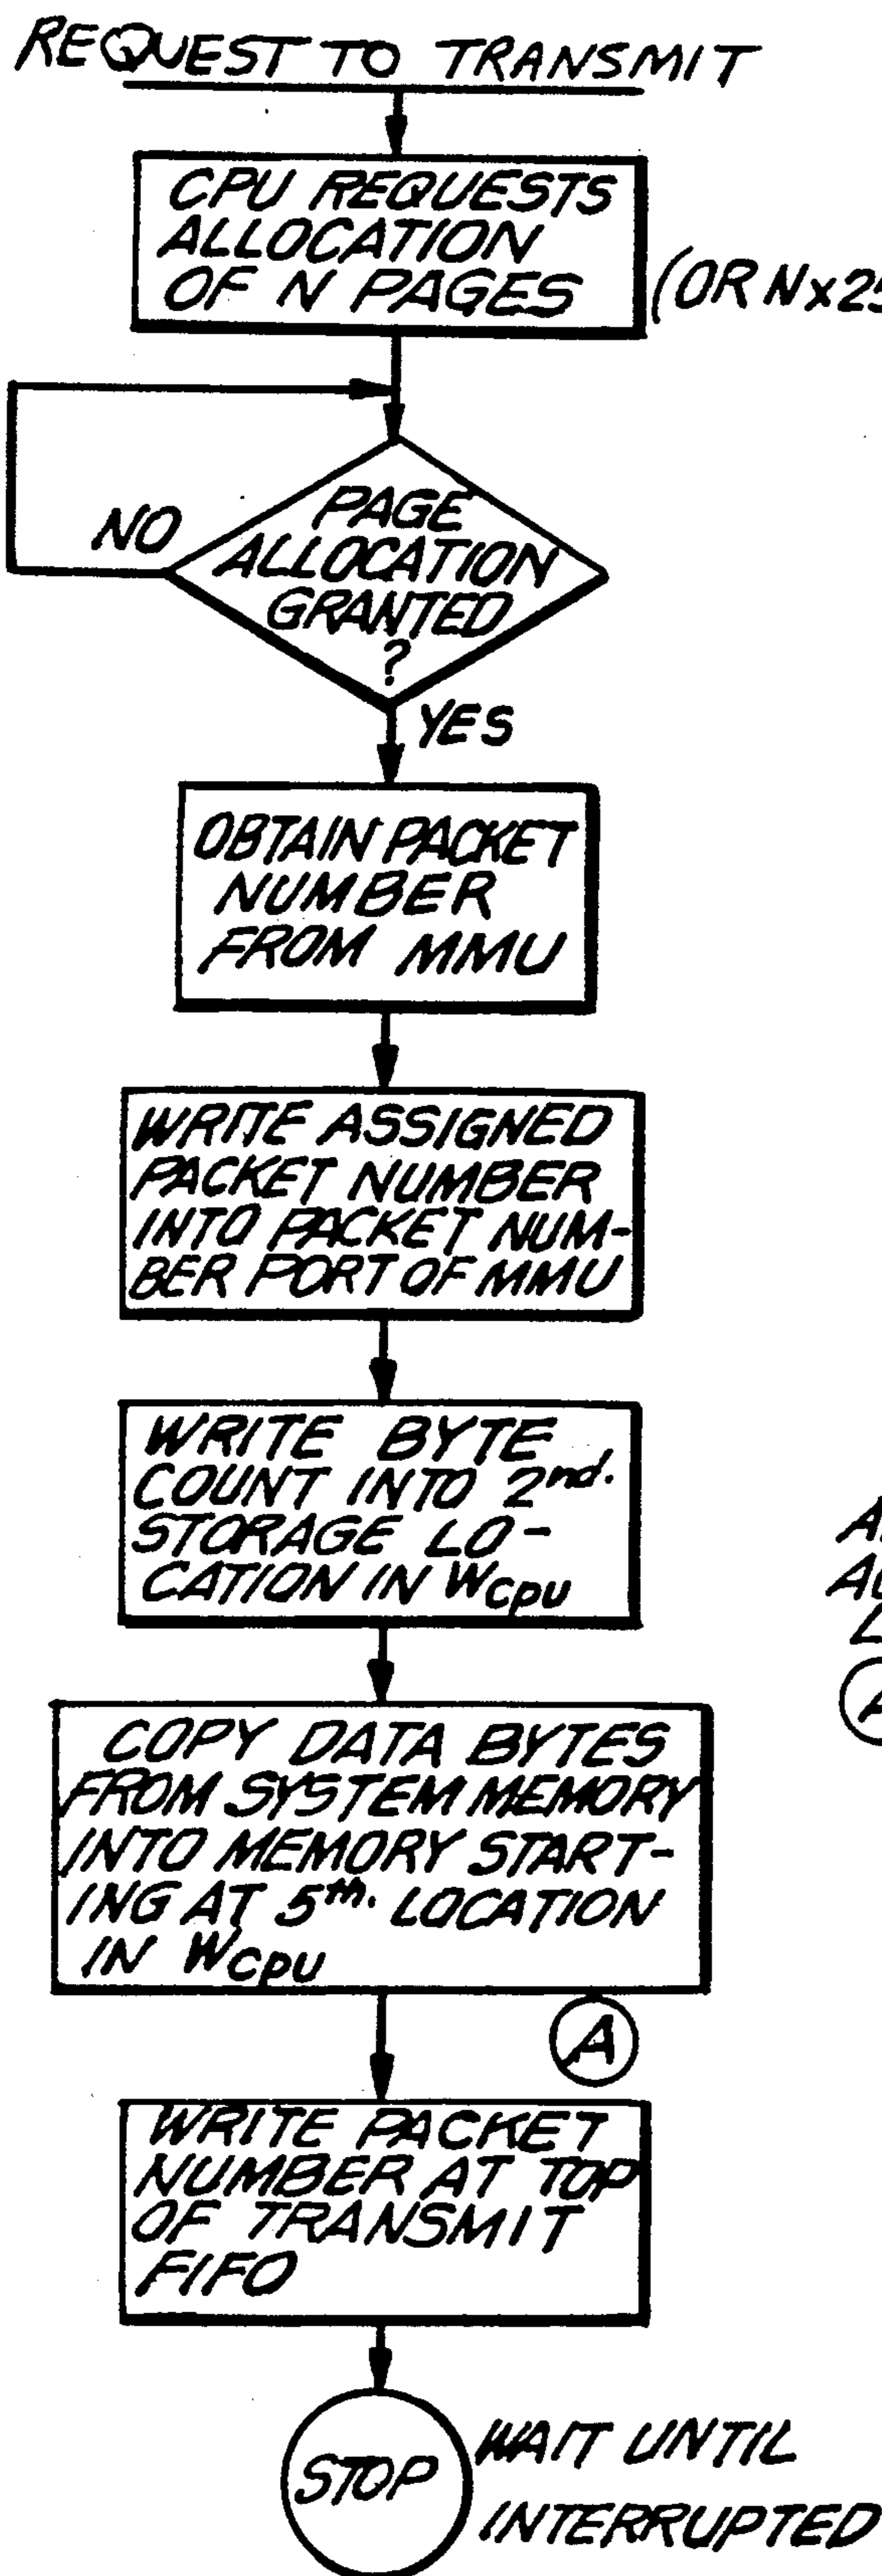 REQUEST TO TRANSMIT
CPU REQUESTS
ALLOCATION
OF N PAGES
(OR Nx25
PAGE
ALLOCATION
GRANTED
?
NO
YES
OBTAIN PACKET
NUMBER
FROM MMU
WRITE ASSIGNED
PACKET NUMBER
INTO PACKET NUM-
BER PORT OF MMU
WRITE BYTE
COUNT INTO 2nd.
STORAGE LO-
CATION IN WCPU
COPY DATA BYTES
FROM SYSTEM MEMORY
INTO MEMORY START-
ING AT 5th. LOCATION
IN WCPU
A
A
WRITE PACKET
NUMBER AT TOP
OF TRANSMIT
FIFO
STOP
WAIT UNTIL
INTERRUPTED